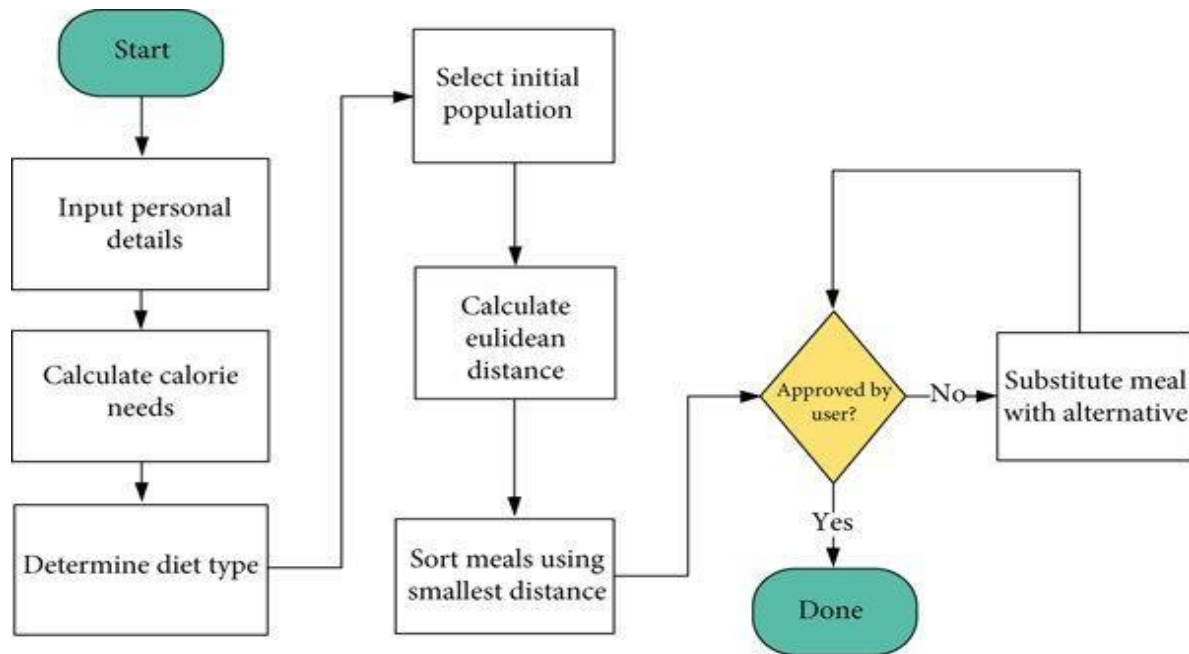 Start
Input personal
details
Calculate calorie
needs
Determine diet type
Select initial
population
Calculate
eulidean
distance
Sort meals using
smallest distance
Approved by
user?
No
Substitute meal
with alternative
Yes
Done